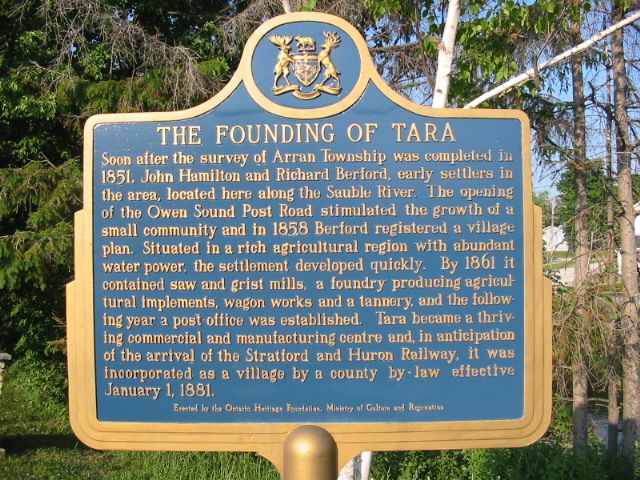 THE FOUNDING OF TARA
Soon after the survey of Arran Township was completed in
1851, John Hamilton and Richard Berford, early settlers in
the area, located here along the Sauble River. The opening
of the Owen Sound Post Road stimulated the growth of a
small community and in 1858 Berford registered a village
plan. Situated in a rich agricultural region with abundant
water power, the settlement developed quickly. By 1861 it
contained saw and grist mills, a foundry producing agricul-
tural implements, wagon works and a tannery, and the follow-
ing year a post-office was established. Tara became a thriv-
ing commercial and manufacturing centre and, in anticipation
of the arrival of the Stratford and Huron Railway, it was
incorporated as a village by a county by-law effective
January 1, 1881.
Erected by the Ontario Heritage Foundation, Ministry of Culture and Recreation